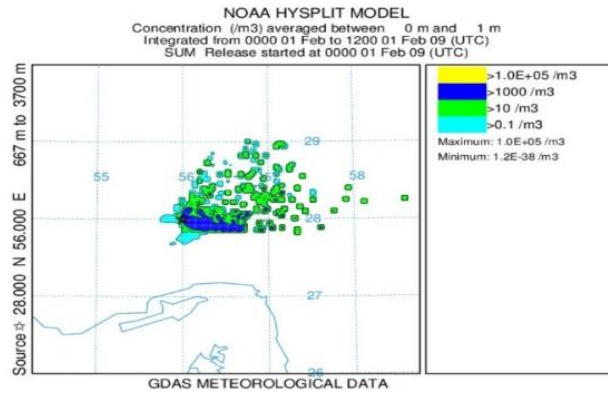 NOAA HYSPLIT MODEL
Concentration (/m3) averaged between 0 m and 1 m
Integrated from 0000 01 Feb to 1200 01 Feb 09 (UTC)
SUM Release started at 0000 01 Feb 09 (UTC)
Source ☆ 28.000 N 56.000 E 667 m to 3700 m
>1.0E+05 /m3
>1000 /m3
>10 /m3
>0.1 /m3
Maximum: 1.0E+05 /m3
Minimum: 1.2E-38 /m3
29
55 56 58
28
27
26
GDAS METEOROLOGICAL DATA